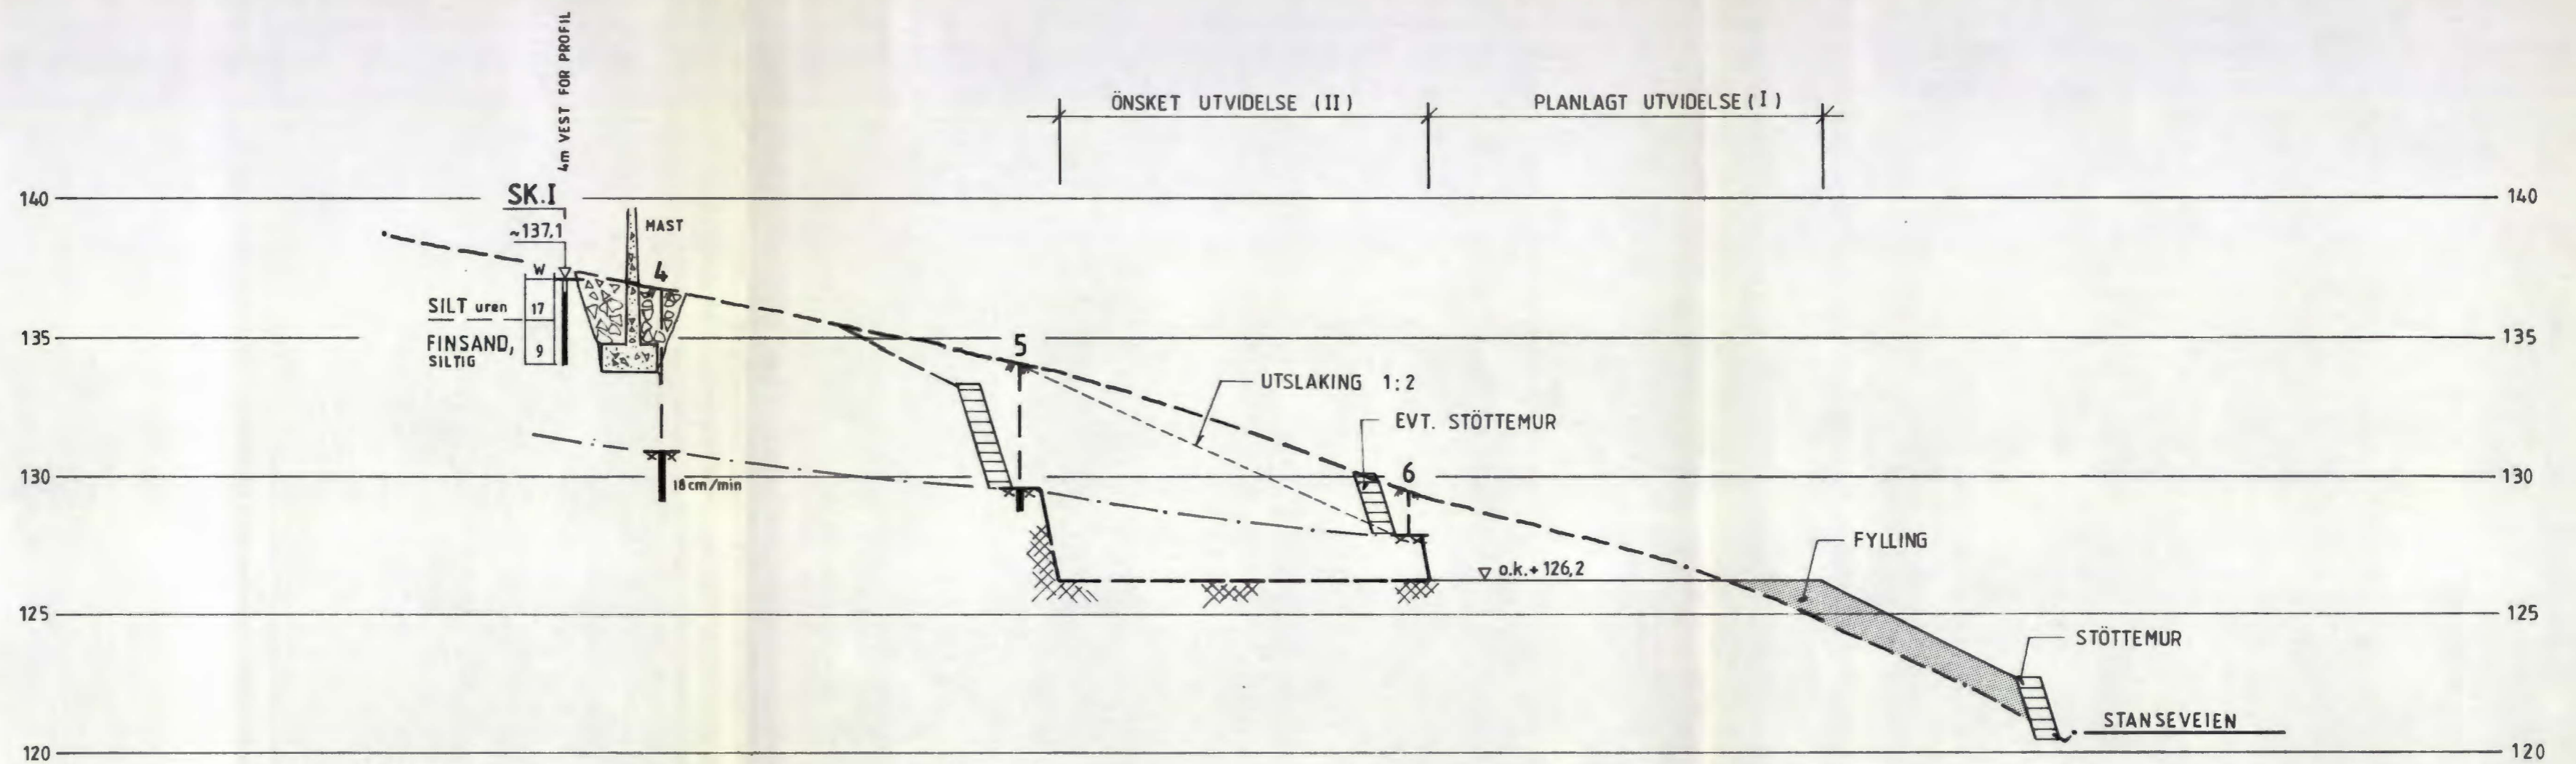 4m VEST FOR PROFIL
ÖNSKET UTVIDELSE (II)
PLANLAGT UTVIDELSE (I)
140
SK.I
140
~137,1
MAST
W
4
SILT uren
17
135
FINSAND,
SILTIG
9
5
135
UTSLAKING 1:2
EVT. STÖTTEMUR
130
18cm/min
6
130
FYLLING
o.k.+126,2
125
125
STÖTTEMUR
STANSEVEIEN
120
120